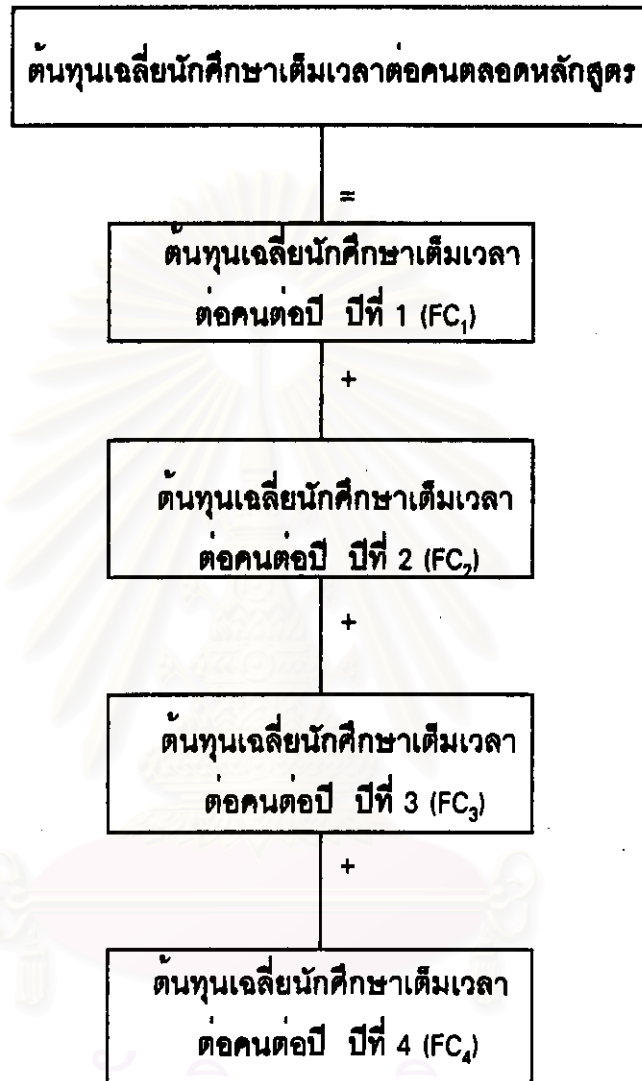 ต้นทุนเฉลี่ยนักศึกษาเต็มเวลาต่อคนตลอดหลักสูตร
=
ต้นทุนเฉลี่ยนักศึกษาเต็มเวลา
ต่อคนต่อปี ปีที่ 1 (FC₁)
+
ต้นทุนเฉลี่ยนักศึกษาเต็มเวลา
ต่อคนต่อปี ปีที่ 2 (FC₂)
+
ต้นทุนเฉลี่ยนักศึกษาเต็มเวลา
ต่อคนต่อปี ปีที่ 3 (FC₃)
+
ต้นทุนเฉลี่ยนักศึกษาเต็มเวลา
ต่อคนต่อปี ปีที่ 4 (FC₄)